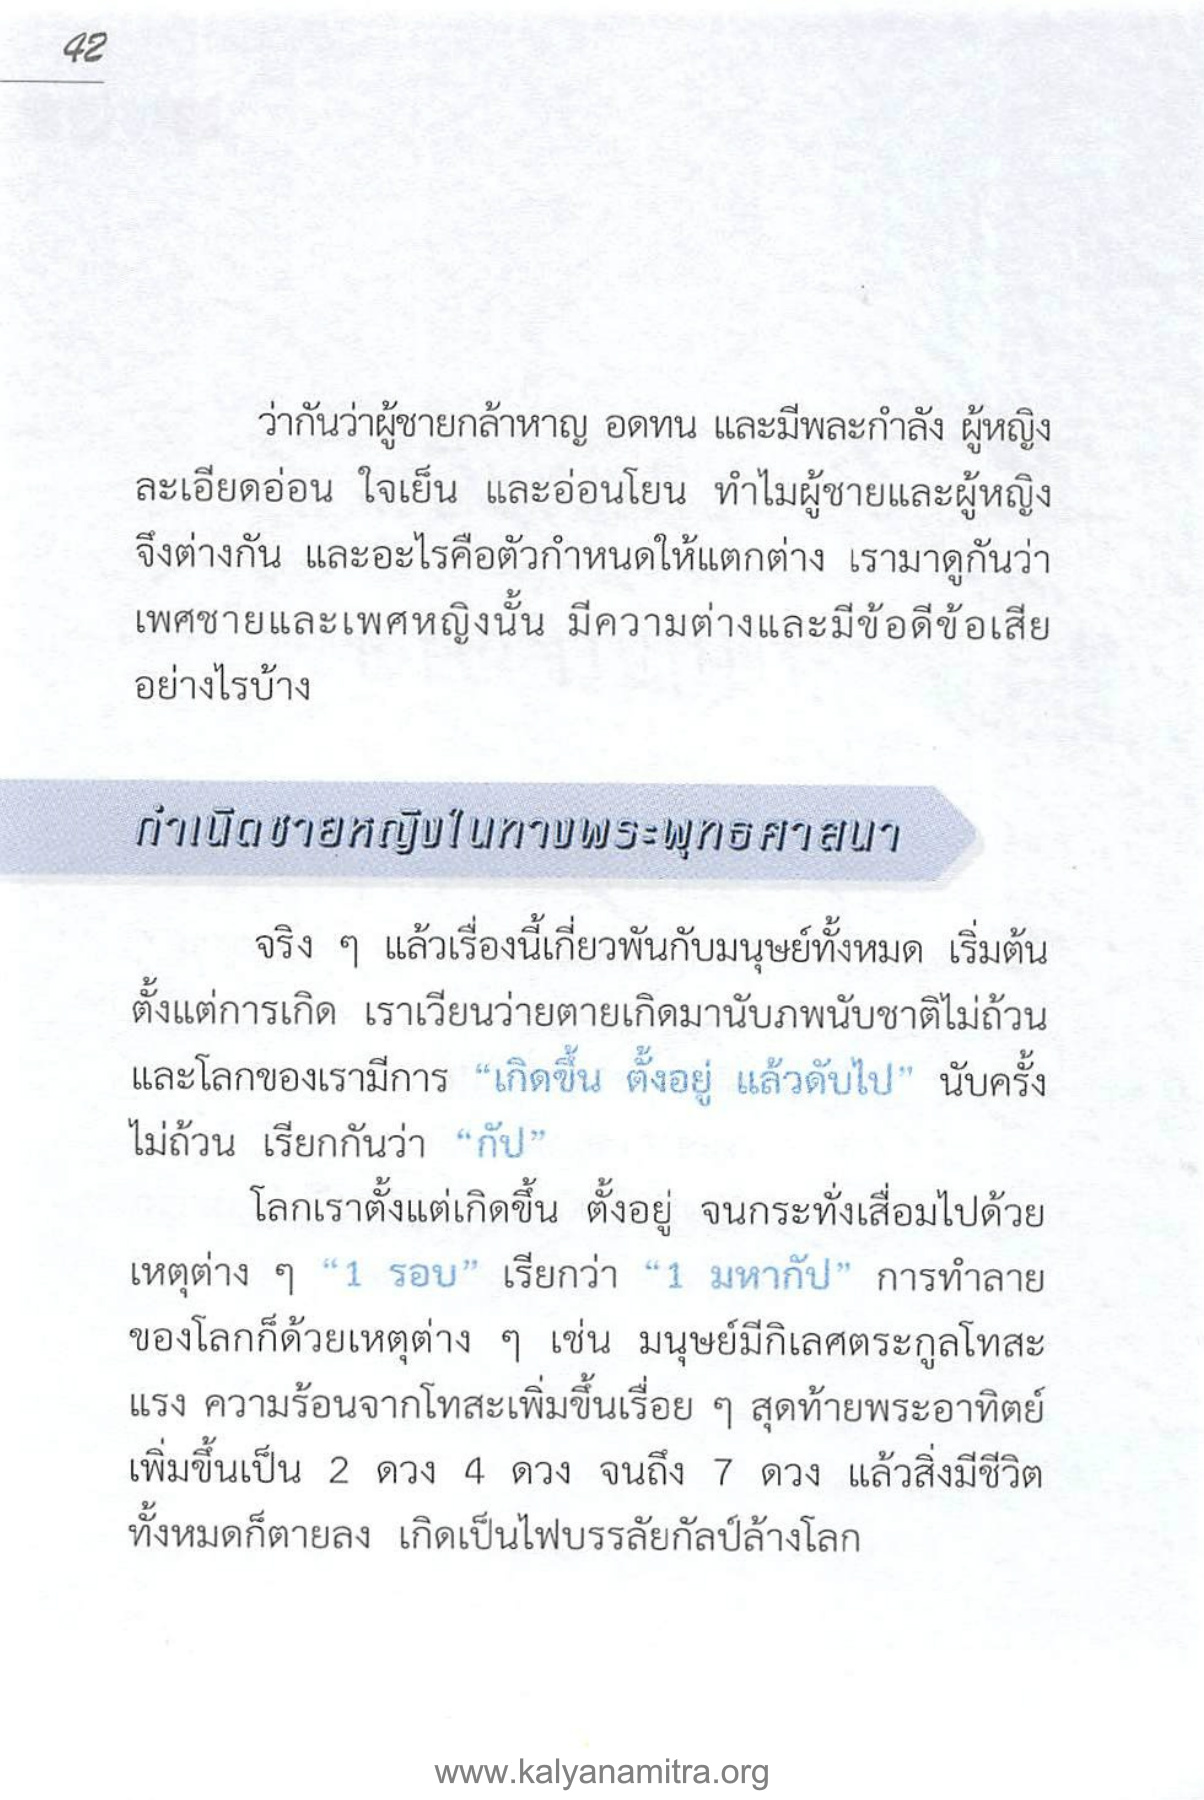 42
ว่ากันว่าผู้ชายกล้าหาญ อดทน และมีพละกำลัง ผู้หญิง
ละเอียดอ่อน ใจเย็น และอ่อนโยน ทำไมผู้ชายและผู้หญิง
จึงต่างกัน และอะไรคือตัวกำหนดให้แตกต่าง เรามาดูกันว่า
เพศชายและเพศหญิงนั้น มีความต่างและมีข้อดีข้อเสีย
อย่างไรบ้าง
กำเนิดชายหญิงในทางพระพุทธศาสนา
จริง ๆ แล้วเรื่องนี้เกี่ยวพันกับมนุษย์ทั้งหมด เริ่มต้น
ตั้งแต่การเกิด เราเวียนว่ายตายเกิดมานับภพนับชาติไม่ถ้วน
และโลกของเรามีการ “เกิดขึ้น ตั้งอยู่ แล้วดับไป” นับครั้ง
ไม่ถ้วน เรียกกันว่า “กัป”
โลกเราตั้งแต่เกิดขึ้น ตั้งอยู่ จนกระทั่งเสื่อมไปด้วย
เหตุต่าง ๆ “1 รอบ” เรียกว่า “1 มหากัป” การทำลาย
ของโลกก็ด้วยเหตุต่าง ๆ เช่น มนุษย์มีกิเลศตระกูลโทสะ
แรง ความร้อนจากโทสะเพิ่มขึ้นเรื่อย ๆ สุดท้ายพระอาทิตย์
เพิ่มขึ้นเป็น 2 ดวง 4 ดวง จนถึง 7 ดวง แล้วสิ่งมีชีวิต
ทั้งหมดก็ตายลง เกิดเป็นไฟบรรลัยกัลป์ล้างโลก
www.kalyanamitra.org